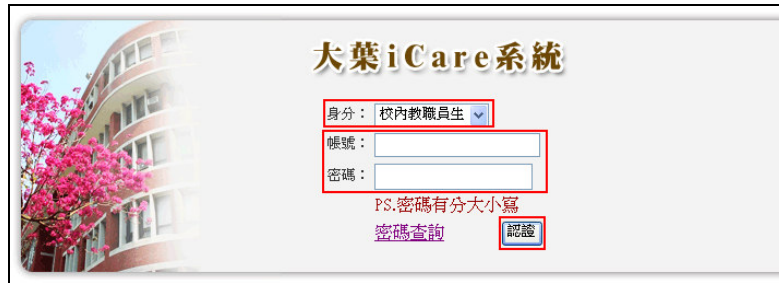 大葉iCare系統
身分： 校內教職員生
帳號：
密碼：
PS.密碼有分大小寫
密碼查詢 認證